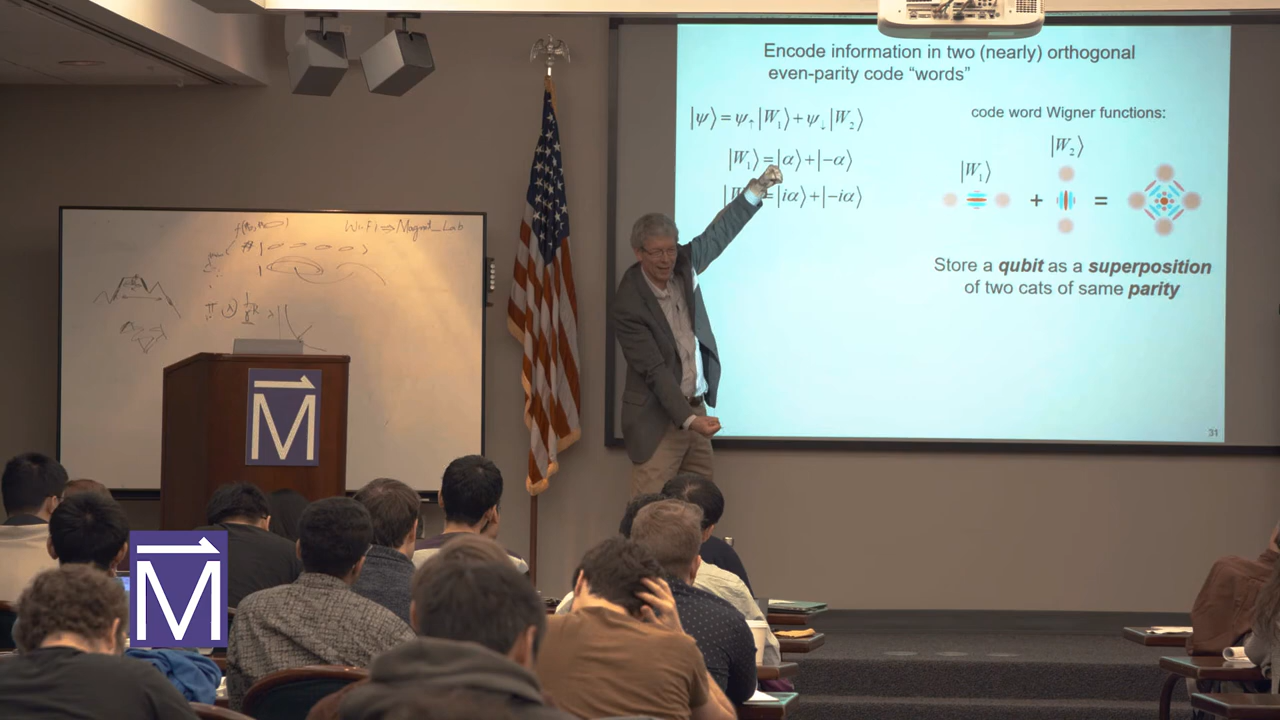 Encode information in two (nearly) orthogonal
even-parity code “words”
|ψ⟩ = ψ↑|W₁⟩ + ψ↓|W₂⟩
|W₁⟩ = |α⟩ + |−α⟩
|W = |iα⟩ + |−iα⟩
code word Wigner functions:
|W₂⟩
|W₁⟩
+ =
Store a qubit as a superposition
of two cats of same parity
31
WiFi ⇒ Magnet_Lab
M
M